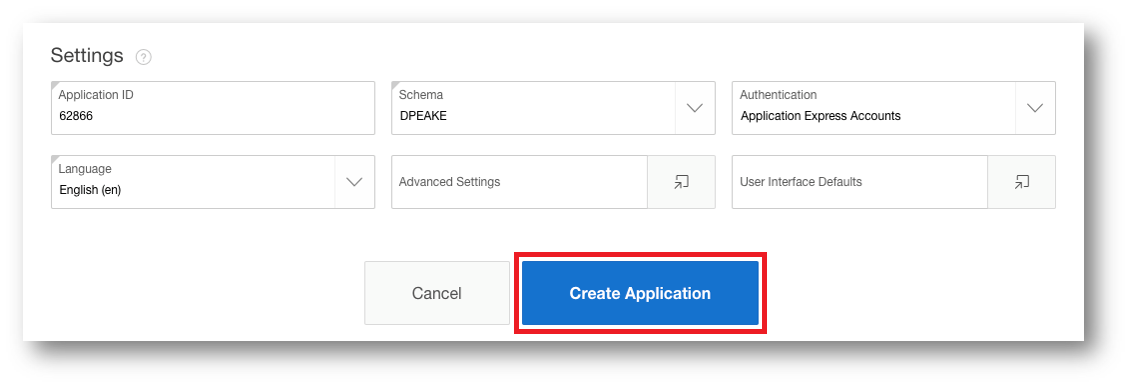 Settings ?
Application ID
62866
Schema
DPEAKE
Authentication
Application Express Accounts
Language
English (en)
Advanced Settings
User Interface Defaults
Cancel
Create Application